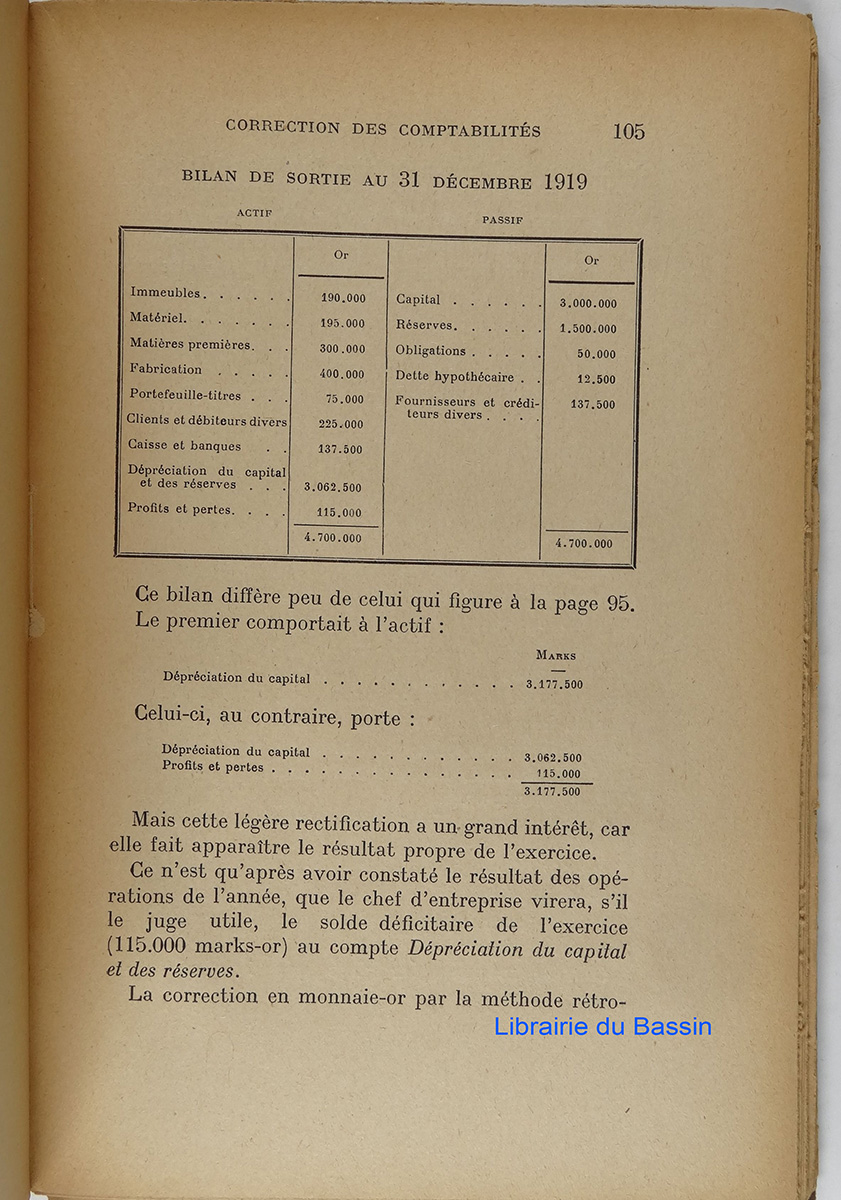 CORRECTION DES COMPTABILITÉS 105
BILAN DE SORTIE AU 31 DÉCEMBRE 1919
ACTIF PASSIF
Or Or
Immeubles. . . . . . 190.000 Capital . . . . . . 3.000.000
Matériel. . . . . . . 195.000 Réserves. . . . . . 1.500.000
Matières premières. . . 300.000 Obligations . . . . . 50.000
Fabrication . . . . . 400.000 Dette hypothécaire . . 12.500
Portefeuille-titres . . . 75.000 Fournisseurs et crédi-
teurs divers . . . . 137.500
Clients et débiteurs divers 225.000
Caisse et banques . . 137.500
Dépréciation du capital
et des réserves . . . 3.062.500
Profits et pertes. . . . 115.000
4.700.000 4.700.000
Ce bilan diffère peu de celui qui figure à la page 95.
Le premier comportait à l'actif :
MARKS
Dépréciation du capital . . . . . . . . . . . . 3.177.500
Celui-ci, au contraire, porte :
Dépréciation du capital . . . . . . . . . . . . 3.062.500
Profits et pertes . . . . . . . . . . . . . . . 115.000
3.177.500
Mais cette légère rectification a un grand intérêt, car
elle fait apparaître le résultat propre de l'exercice.
Ce n'est qu'après avoir constaté le résultat des opé-
rations de l'année, que le chef d'entreprise virera, s'il
le juge utile, le solde déficitaire de l'exercice
(115.000 marks-or) au compte Dépréciation du capital
et des réserves.
La correction en monnaie-or par la méthode rétro-
Librairie du Bassin